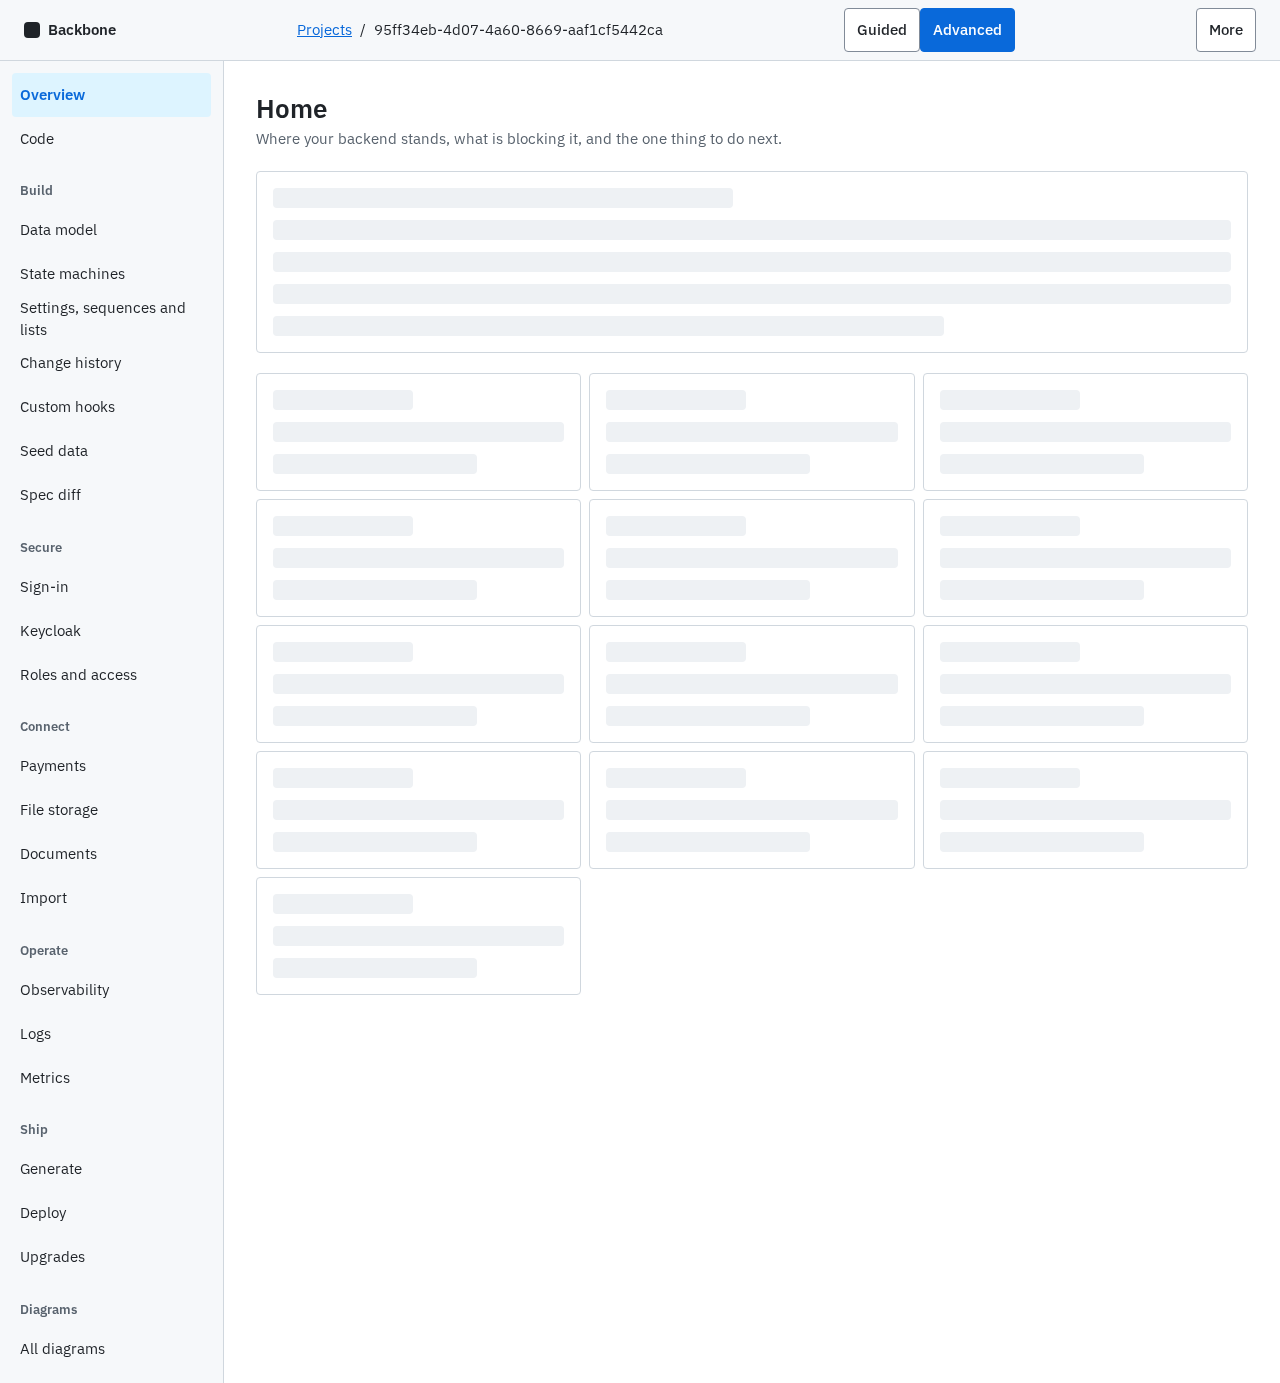 Backbone
Projects / 95ff34eb-4d07-4a60-8669-aaf1cf5442ca
Guided
Advanced
More
Overview
Code
Build
Data model
State machines
Settings, sequences and
lists
Change history
Custom hooks
Seed data
Spec diff
Secure
Sign-in
Keycloak
Roles and access
Connect
Payments
File storage
Documents
Import
Operate
Observability
Logs
Metrics
Ship
Generate
Deploy
Upgrades
Diagrams
All diagrams
Home
Where your backend stands, what is blocking it, and the one thing to do next.